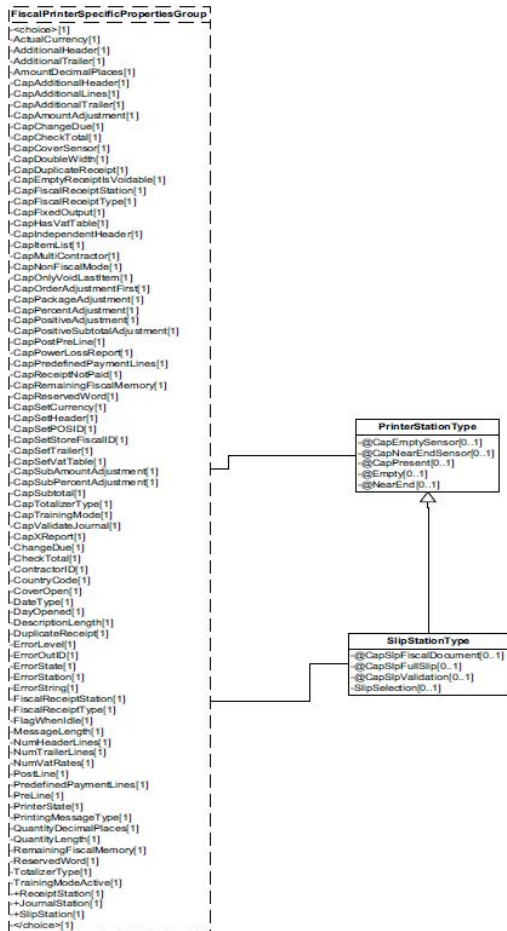 FiscalPrinterSpecificPropertiesGroup
-<choice>[1]
-ActualCurrency[1]
-AdditionalHeader[1]
-AdditionalTrailer[1]
-AmountDecimalPlaces[1]
-CapAdditionalHeader[1]
-CapAdditionalLines[1]
-CapAdditionalTrailer[1]
-CapAmountAdjustment[1]
-CapChangeDue[1]
-CapCheckTotal[1]
-CapCoverSensor[1]
-CapDoubleWidth[1]
-CapDuplicateReceipt[1]
-CapEmptyReceiptIsVoidable[1]
-CapFiscalReceiptStation[1]
-CapFiscalReceiptType[1]
-CapFixedOutput[1]
-CapHasVatTable[1]
-CapIndependentHeader[1]
-CapItemList[1]
-CapMultiContractor[1]
-CapNonFiscalMode[1]
-CapOnlyVoidLastItem[1]
-CapOrderAdjustmentFirst[1]
-CapPackageAdjustment[1]
-CapPercentAdjustment[1]
-CapPositiveAdjustment[1]
-CapPositiveSubtotalAdjustment[1]
-CapPostPreLine[1]
-CapPowerLossReport[1]
-CapPredefinedPaymentLines[1]
-CapReceiptNotPaid[1]
-CapRemainingFiscalMemory[1]
-CapReservedWord[1]
-CapSetCurrency[1]
-CapSetHeader[1]
-CapSetPOSID[1]
-CapSetStoreFiscalID[1]
-CapSetTrailer[1]
-CapSetVatTable[1]
-CapSubAmountAdjustment[1]
-CapSubPercentAdjustment[1]
-CapSubtotal[1]
-CapTotalizerType[1]
-CapTrainingMode[1]
-CapValidateJournal[1]
-CapXReport[1]
-ChangeDue[1]
-CheckTotal[1]
-ContractorID[1]
-CountryCode[1]
-CoverOpen[1]
-DateType[1]
-DayOpened[1]
-DescriptionLength[1]
-DuplicateReceipt[1]
-ErrorLevel[1]
-ErrorOutID[1]
-ErrorState[1]
-ErrorStation[1]
-ErrorString[1]
-FiscalReceiptStation[1]
-FiscalReceiptType[1]
-FlagWhenIdle[1]
-MessageLength[1]
-NumHeaderLines[1]
-NumTrailerLines[1]
-NumVatRates[1]
-PostLine[1]
-PredefinedPaymentLines[1]
-PreLine[1]
-PrinterState[1]
-PrintingMessageType[1]
-QuantityDecimalPlaces[1]
-QuantityLength[1]
-RemainingFiscalMemory[1]
-ReservedWord[1]
-TotalizerType[1]
-TrainingModeActive[1]
-+ReceiptStation[1]
-+JournalStation[1]
-+SlipStation[1]
-</choice>[1]
PrinterStationType
-@CapEmptySensor[0..1]
-@CapNearEndSensor[0..1]
-@CapPresent[0..1]
-@Empty[0..1]
-@NearEnd[0..1]
SlipStationType
-@CapSlpFiscalDocument[0..1]
-@CapSlpFullSlip[0..1]
-@CapSlpValidation[0..1]
-SlipSelection[0..1]